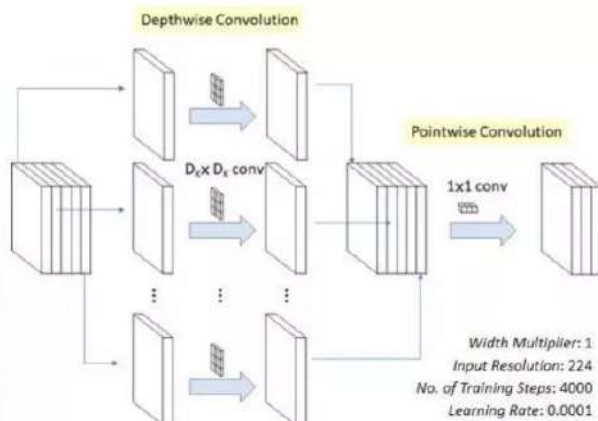 Depthwise Convolution
Pointwise Convolution
Dₖx Dₖ conv
1x1 conv
Width Multiplier: 1
Input Resolution: 224
No. of Training Steps: 4000
Learning Rate: 0.0001